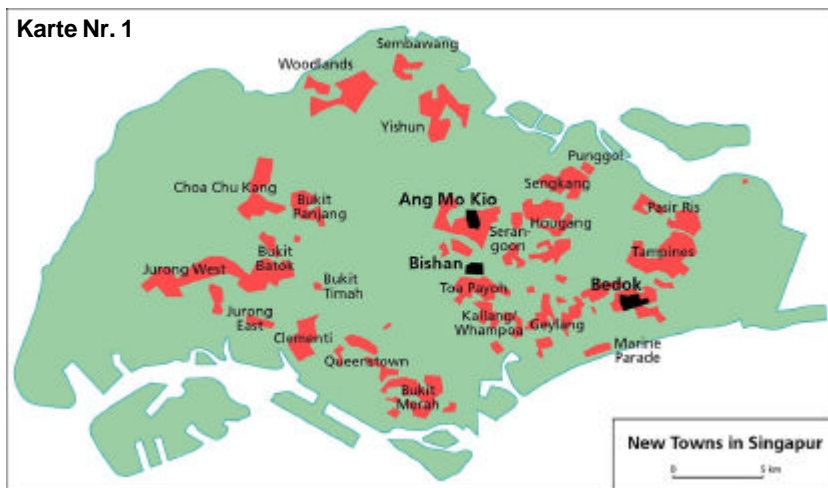 Karte Nr. 1
Sembawang
Woodlands
Yishun
Punggol
Sengkang
Choa Chu Kang
Bukit
Panjang
Ang Mo Kio
Hougang
Pasir Ris
Seran-
goon
Bukit
Batok
Tampines
Jurong West
Bishan
Bukit
Timah
Toa Payoh
Bedok
Jurong
East
Kallang/
Whampoa
Geylang
Clementi
Marine
Parade
Queenstown
Bukit
Merah
New Towns in Singapur
0 5 km